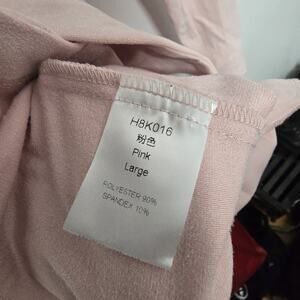 H8K016
粉色
Pink
Large
POLYESTER 90%
SPANDEX 10%